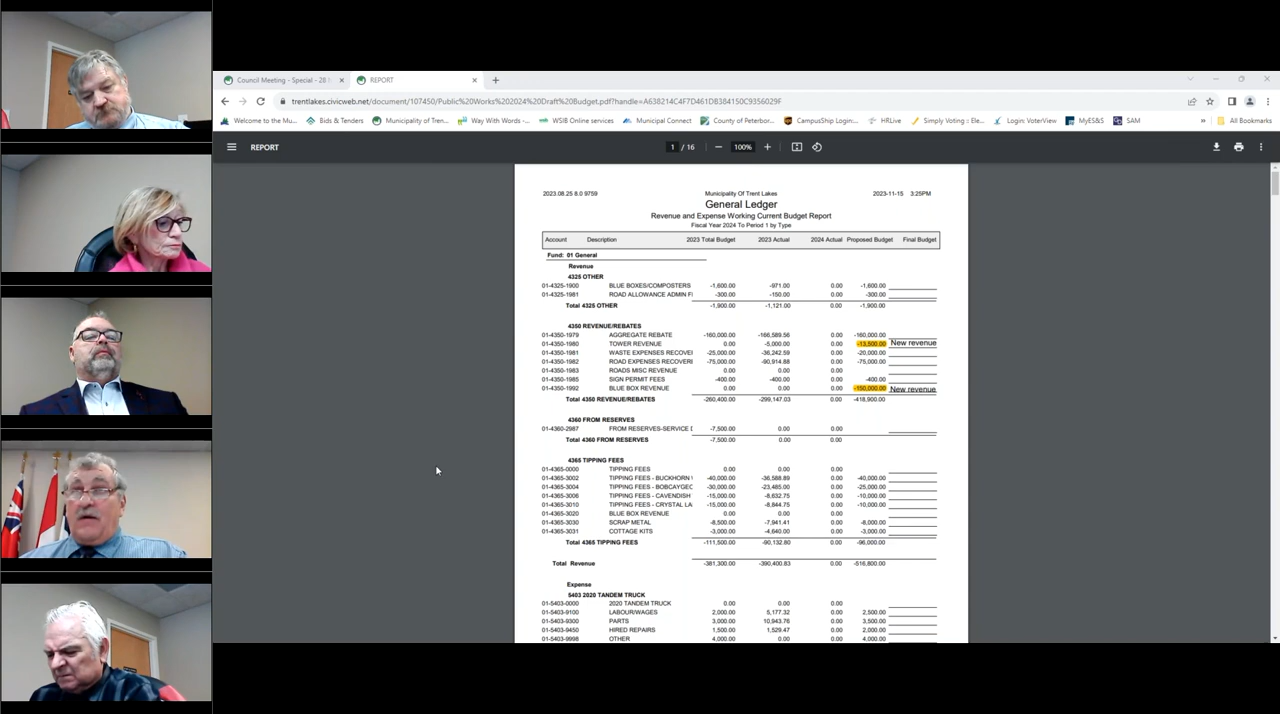 Council Meeting - Special - 28 N
REPORT
trentlakes.civicweb.net/document/107450/Public%20Works%202024%20Draft%20Budget.pdf?handle=A638214C4F7D461DB384150C9356029F
Welcome to the Mu... Bids & Tenders Municipality of Tren... Way With Words -... WSIB Online services Municipal Connect County of Peterbor... CampusShip Login:... HRLive Simply Voting :: Ele... Login: VoterView MyES&S SAM » All Bookmarks
REPORT 1 / 16 100%
2023.08.25 8.0 9759 Municipality Of Trent Lakes 2023-11-15 3:25PM
General Ledger
Revenue and Expense Working Current Budget Report
Fiscal Year 2024 To Period 1 by Type
Account Description 2023 Total Budget 2023 Actual 2024 Actual Proposed Budget Final Budget
Fund: 01 General
Revenue
4325 OTHER
01-4325-1900 BLUE BOXES/COMPOSTERS -1,600.00 -971.00 0.00 -1,600.00
01-4325-1981 ROAD ALLOWANCE ADMIN F -300.00 -150.00 0.00 -300.00
Total 4325 OTHER -1,900.00 -1,121.00 0.00 -1,900.00
4350 REVENUE/REBATES
01-4350-1979 AGGREGATE REBATE -160,000.00 -166,589.56 0.00 -160,000.00
01-4350-1980 TOWER REVENUE 0.00 -5,000.00 0.00 -13,500.00 New revenue
01-4350-1981 WASTE EXPENSES RECOVE -25,000.00 -36,242.59 0.00 -20,000.00
01-4350-1982 ROAD EXPENSES RECOVERI -75,000.00 -90,914.88 0.00 -75,000.00
01-4350-1983 ROADS MISC REVENUE 0.00 0.00 0.00
01-4350-1985 SIGN PERMIT FEES -400.00 -400.00 0.00 -400.00
01-4350-1992 BLUE BOX REVENUE 0.00 0.00 0.00 -150,000.00 New revenue
Total 4350 REVENUE/REBATES -260,400.00 -299,147.03 0.00 -418,900.00
4360 FROM RESERVES
01-4360-2987 FROM RESERVES-SERVICE D -7,500.00 0.00 0.00
Total 4360 FROM RESERVES -7,500.00 0.00 0.00
4365 TIPPING FEES
01-4365-0000 TIPPING FEES 0.00 0.00 0.00
01-4365-3002 TIPPING FEES - BUCKHORN -40,000.00 -36,588.89 0.00 -40,000.00
01-4365-3004 TIPPING FEES - BOBCAYGEO -30,000.00 -23,485.00 0.00 -25,000.00
01-4365-3006 TIPPING FEES - CAVENDISH -15,000.00 -8,632.75 0.00 -10,000.00
01-4365-3010 TIPPING FEES - CRYSTAL LA -15,000.00 -8,844.75 0.00 -10,000.00
01-4365-3020 BLUE BOX REVENUE 0.00 0.00 0.00
01-4365-3030 SCRAP METAL -8,500.00 -7,941.41 0.00 -8,000.00
01-4365-3031 COTTAGE KITS -3,000.00 -4,640.00 0.00 -3,000.00
Total 4365 TIPPING FEES -111,500.00 -90,132.80 0.00 -96,000.00
Total Revenue -381,300.00 -390,400.83 0.00 -516,800.00
Expense
5403 2020 TANDEM TRUCK
01-5403-0000 2020 TANDEM TRUCK 0.00 0.00 0.00
01-5403-9100 LABOUR/WAGES 2,000.00 5,177.32 0.00 2,500.00
01-5403-9300 PARTS 3,000.00 10,943.76 0.00 3,500.00
01-5403-9450 HIRED REPAIRS 1,500.00 1,529.47 0.00 2,000.00
01-5403-9998 OTHER 4,000.00 0.00 0.00 4,000.00